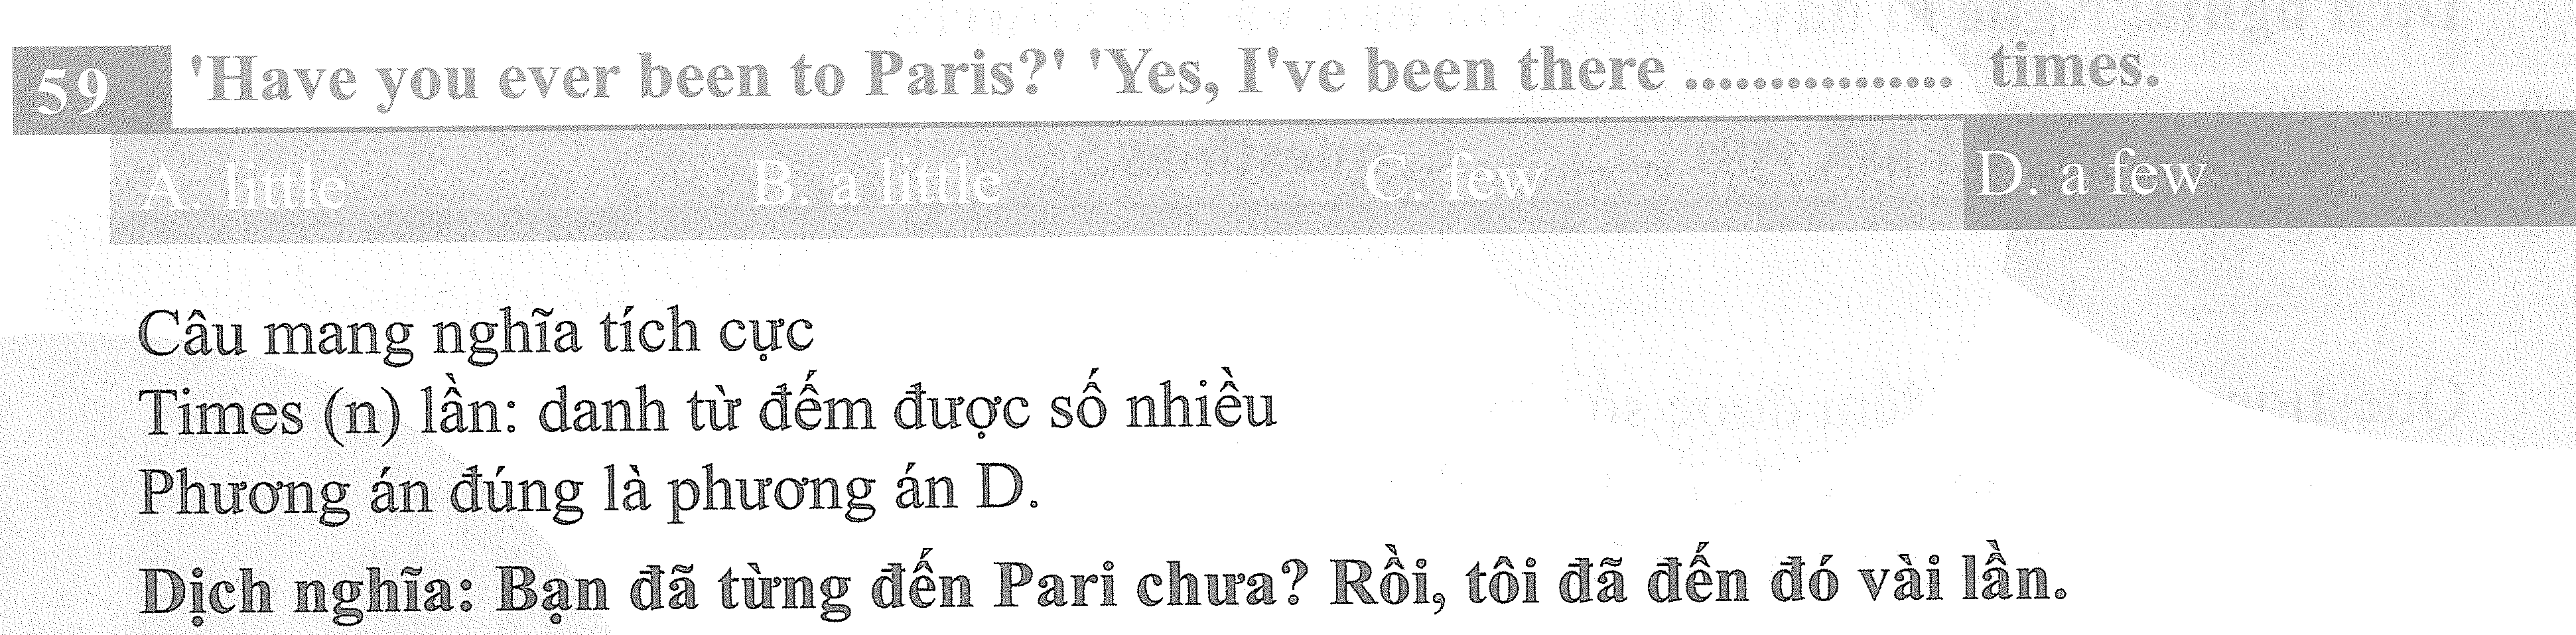 59 'Have you ever been to Paris?' 'Yes, I've been there ................ times.
A. little B. a little C. few D. a few
Câu mang nghĩa tích cực
Times (n) lần: danh từ đếm được số nhiều
Phương án đúng là phương án D.
Dịch nghĩa: Bạn đã từng đến Pari chưa? Rồi, tôi đã đến đó vài lần.